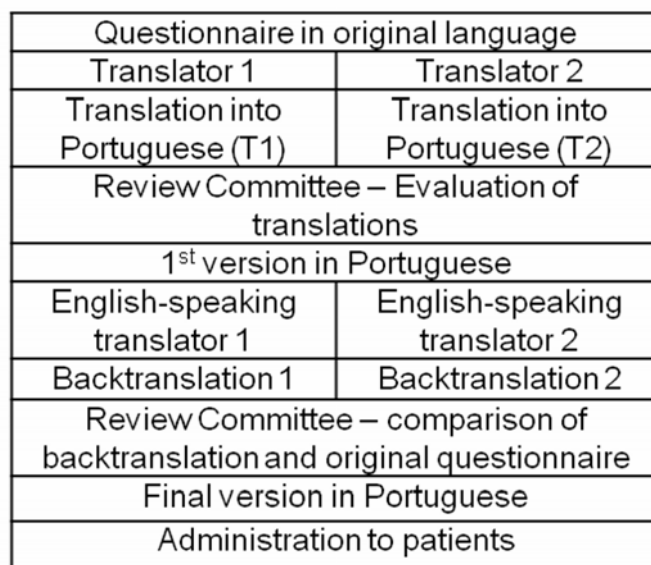 Questionnaire in original language
Translator 1 Translator 2
Translation into Translation into
Portuguese (T1) Portuguese (T2)
Review Committee – Evaluation of
translations
1st version in Portuguese
English-speaking English-speaking
translator 1 translator 2
Backtranslation 1 Backtranslation 2
Review Committee – comparison of
backtranslation and original questionnaire
Final version in Portuguese
Administration to patients